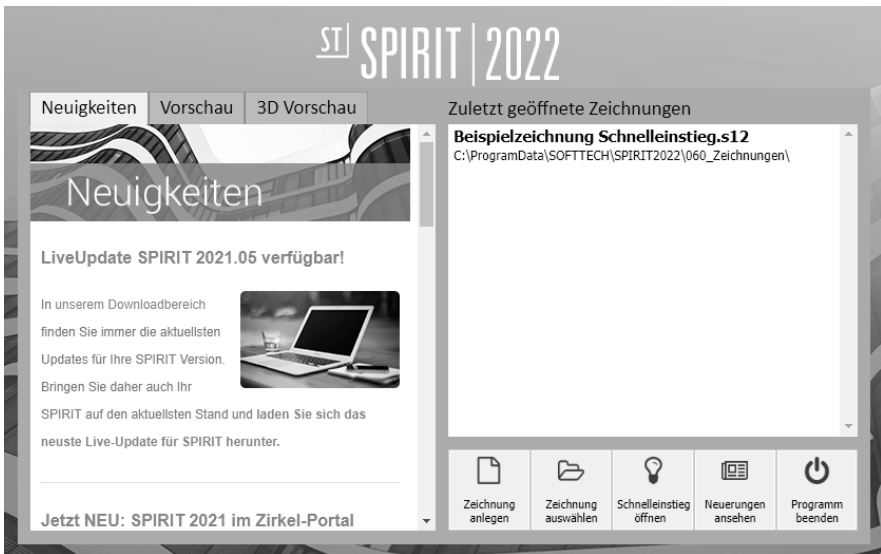 ST SPIRIT | 2022
Neuigkeiten Vorschau 3D Vorschau
Neuigkeiten
LiveUpdate SPIRIT 2021.05 verfügbar!
In unserem Downloadbereich
finden Sie immer die aktuellsten
Updates für Ihre SPIRIT Version.
Bringen Sie daher auch Ihr
SPIRIT auf den aktuellsten Stand und laden Sie sich das
neuste Live-Update für SPIRIT herunter.
Jetzt NEU: SPIRIT 2021 im Zirkel-Portal
Zuletzt geöffnete Zeichnungen
Beispielzeichnung Schnelleinstieg.s12
C:\ProgramData\SOFTTECH\SPIRIT2022\060_Zeichnungen\
Zeichnung
anlegen
Zeichnung
auswählen
Schnelleinstieg
öffnen
Neuerungen
ansehen
Programm
beenden